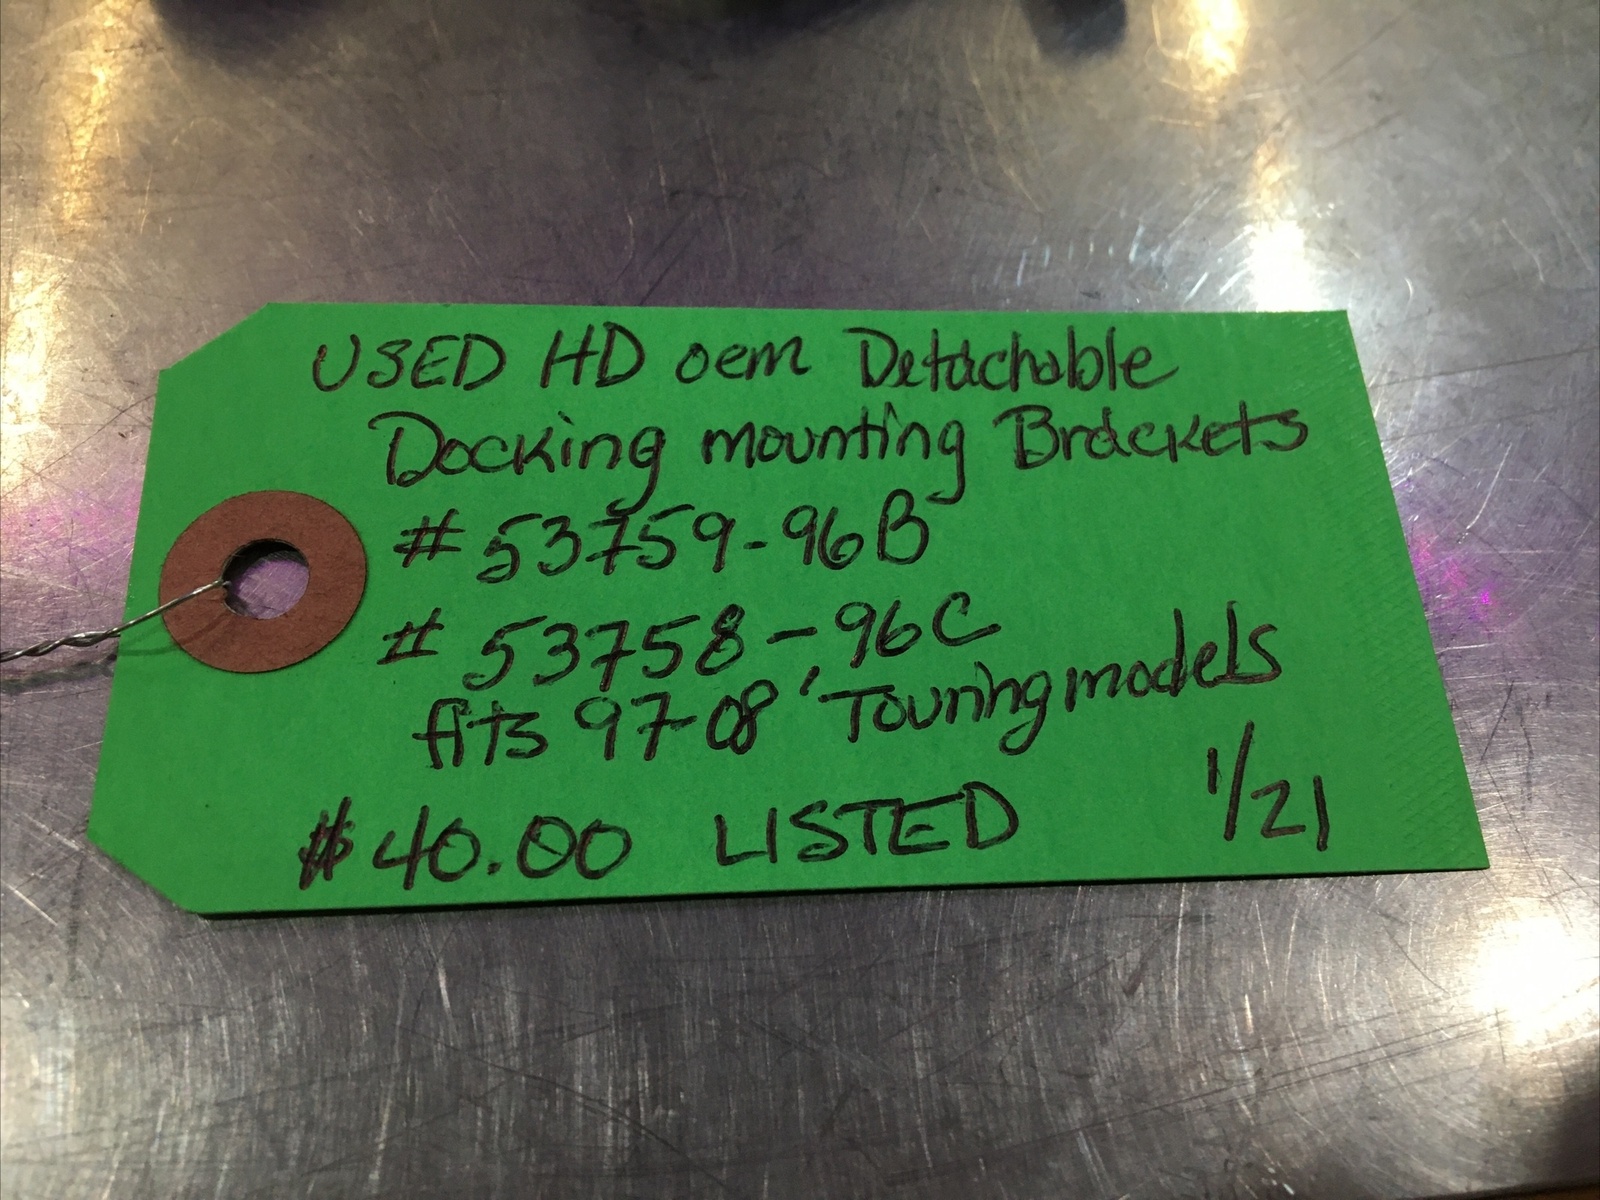 USED HD oem Detachable
Docking mounting Brackets
# 53759-96B
# 53758-96C
fits 97-08' Touring models
$40.00 LISTED 1/21